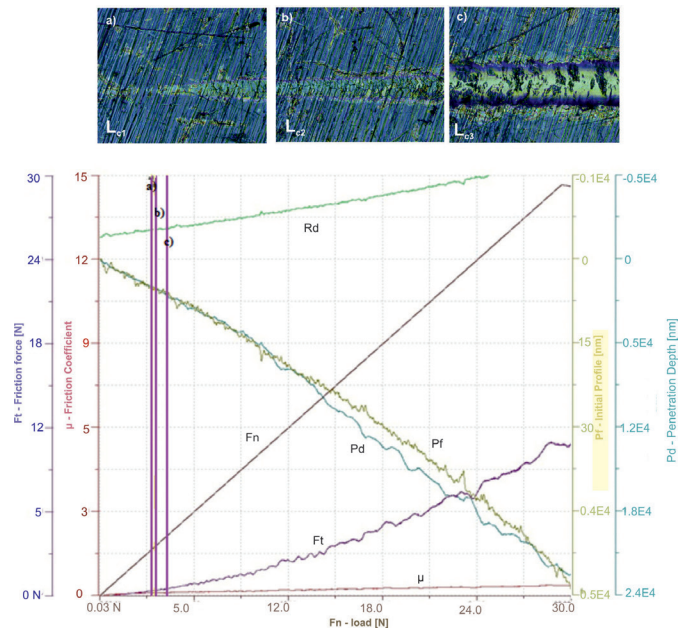 a)
b)
c)
Lc1
Lc2
Lc3
30
24
18
12
5
0 N
Ft - Friction force [N]
15
12
9
5
3
0
µ - Friction Coefficient
a)
b)
c)
Rd
Fn
Pd
Pf
Ft
µ
-0.1E4
0
15
30
0.4E4
0.5E4
Pf - Initial Profile [nm]
-0.5E4
0
0.5E4
1.2E4
1.8E4
2.4E4
Pd - Penetration Depth [nm]
0.03 N
5.0
12.0
18.0
24.0
30.0
Fn - load [N]